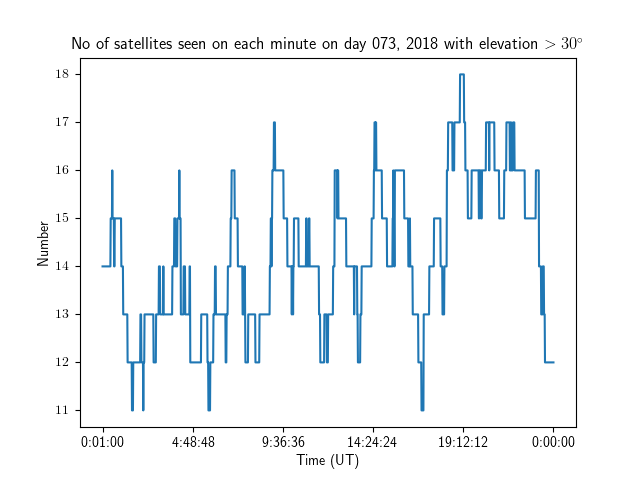 No of satellites seen on each minute on day 073, 2018 with elevation > 30°
18
17
16
15
14
13
12
11
Number
0:01:00 4:48:48 9:36:36 14:24:24 19:12:12 0:00:00
Time (UT)